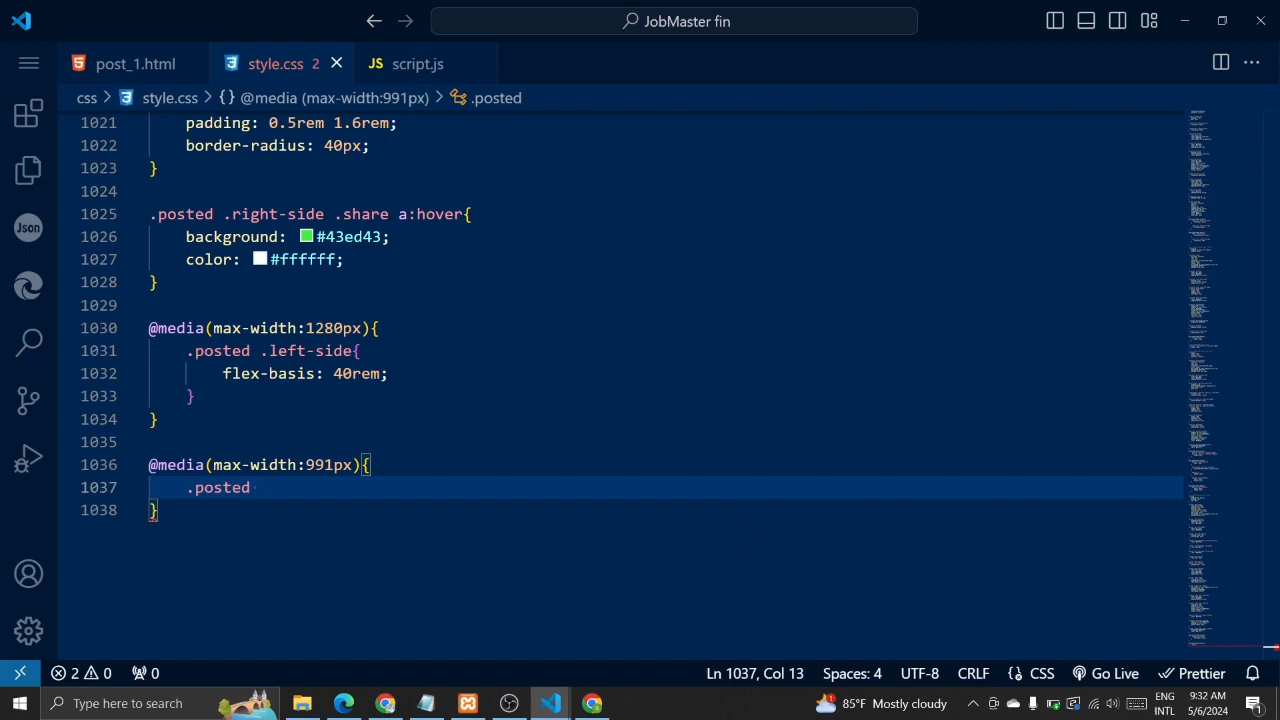 JobMaster fin
post_1.html
style.css 2
JS script.js
css > style.css > {} @media (max-width:991px) > .posted
1021 padding: 0.5rem 1.6rem;
1022 border-radius: 40px;
1023 }
1024
1025 .posted .right-side .share a:hover{
1026 background: #43ed43;
1027 color: #ffffff;
1028 }
1029
1030 @media(max-width:1280px){
1031 .posted .left-side{
1032 flex-basis: 40rem;
1033 }
1034 }
1035
1036 @media(max-width:991px){
1037 .posted
1038 }
Json
2 0 0
Ln 1037, Col 13
Spaces: 4
UTF-8
CRLF
{} CSS
Go Live
Prettier
Type here to search
1
85°F Mostly cloudy
ENG
INTL
9:32 AM
5/6/2024